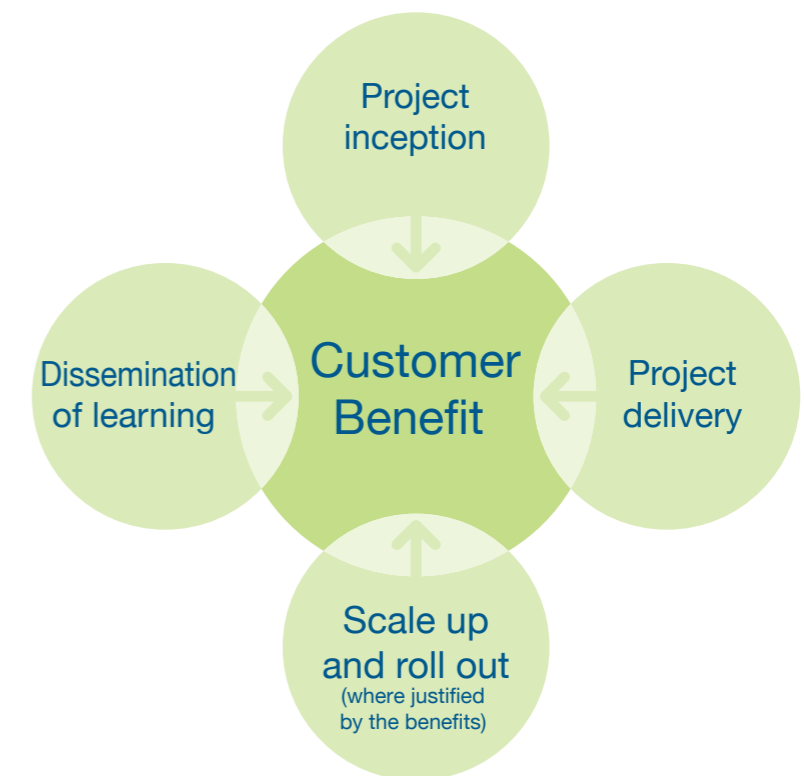 Project
inception
Dissemination
of learning
Customer
Benefit
Project
delivery
Scale up
and roll out
(where justified
by the benefits)